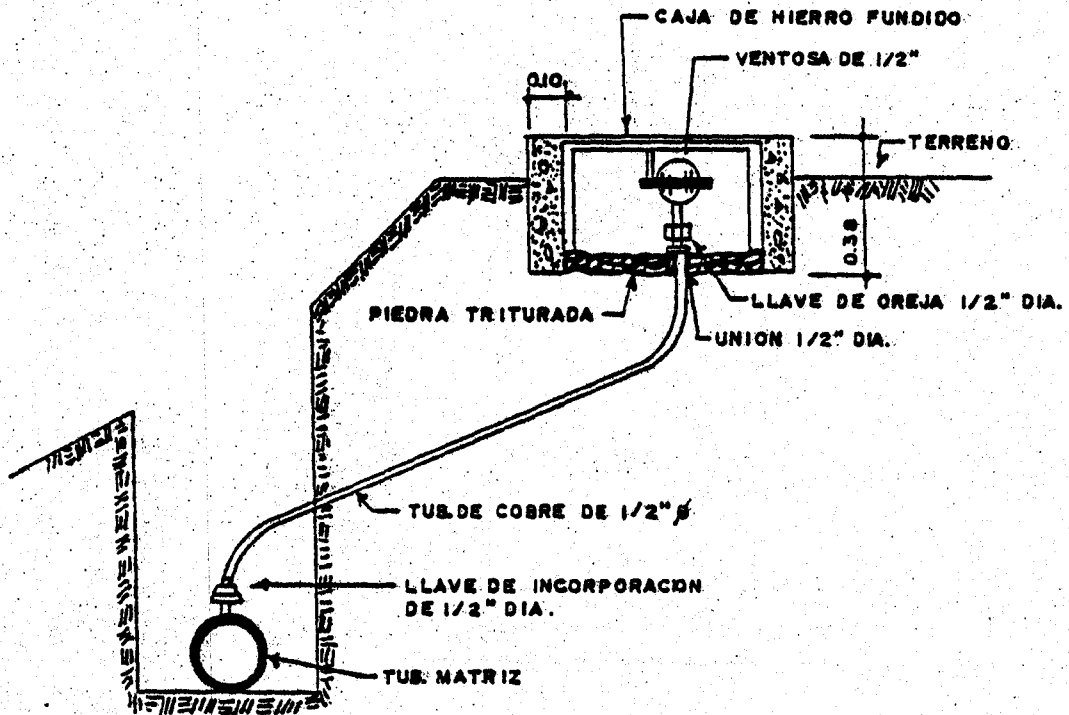 CAJA DE HIERRO FUNDIDO
VENTOSA DE 1/2"
0.10
TERRENO
0.38
PIEDRA TRITURADA
LLAVE DE OREJA 1/2" DIA.
UNION 1/2" DIA.
TUB. DE COBRE DE 1/2" Ø
LLAVE DE INCORPORACION
DE 1/2" DIA.
TUB. MATRIZ